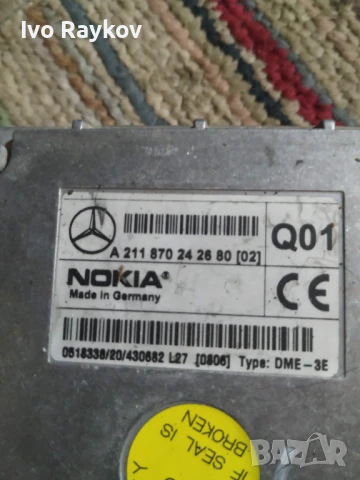 Ivo Raykov
A 211 870 24 26 80 [02]
Q01
NOKIA
Made in Germany
CE
0518338/20/430682 L27 [0806] Type: DME-3E
IF SEAL IS
BROKEN
bazar